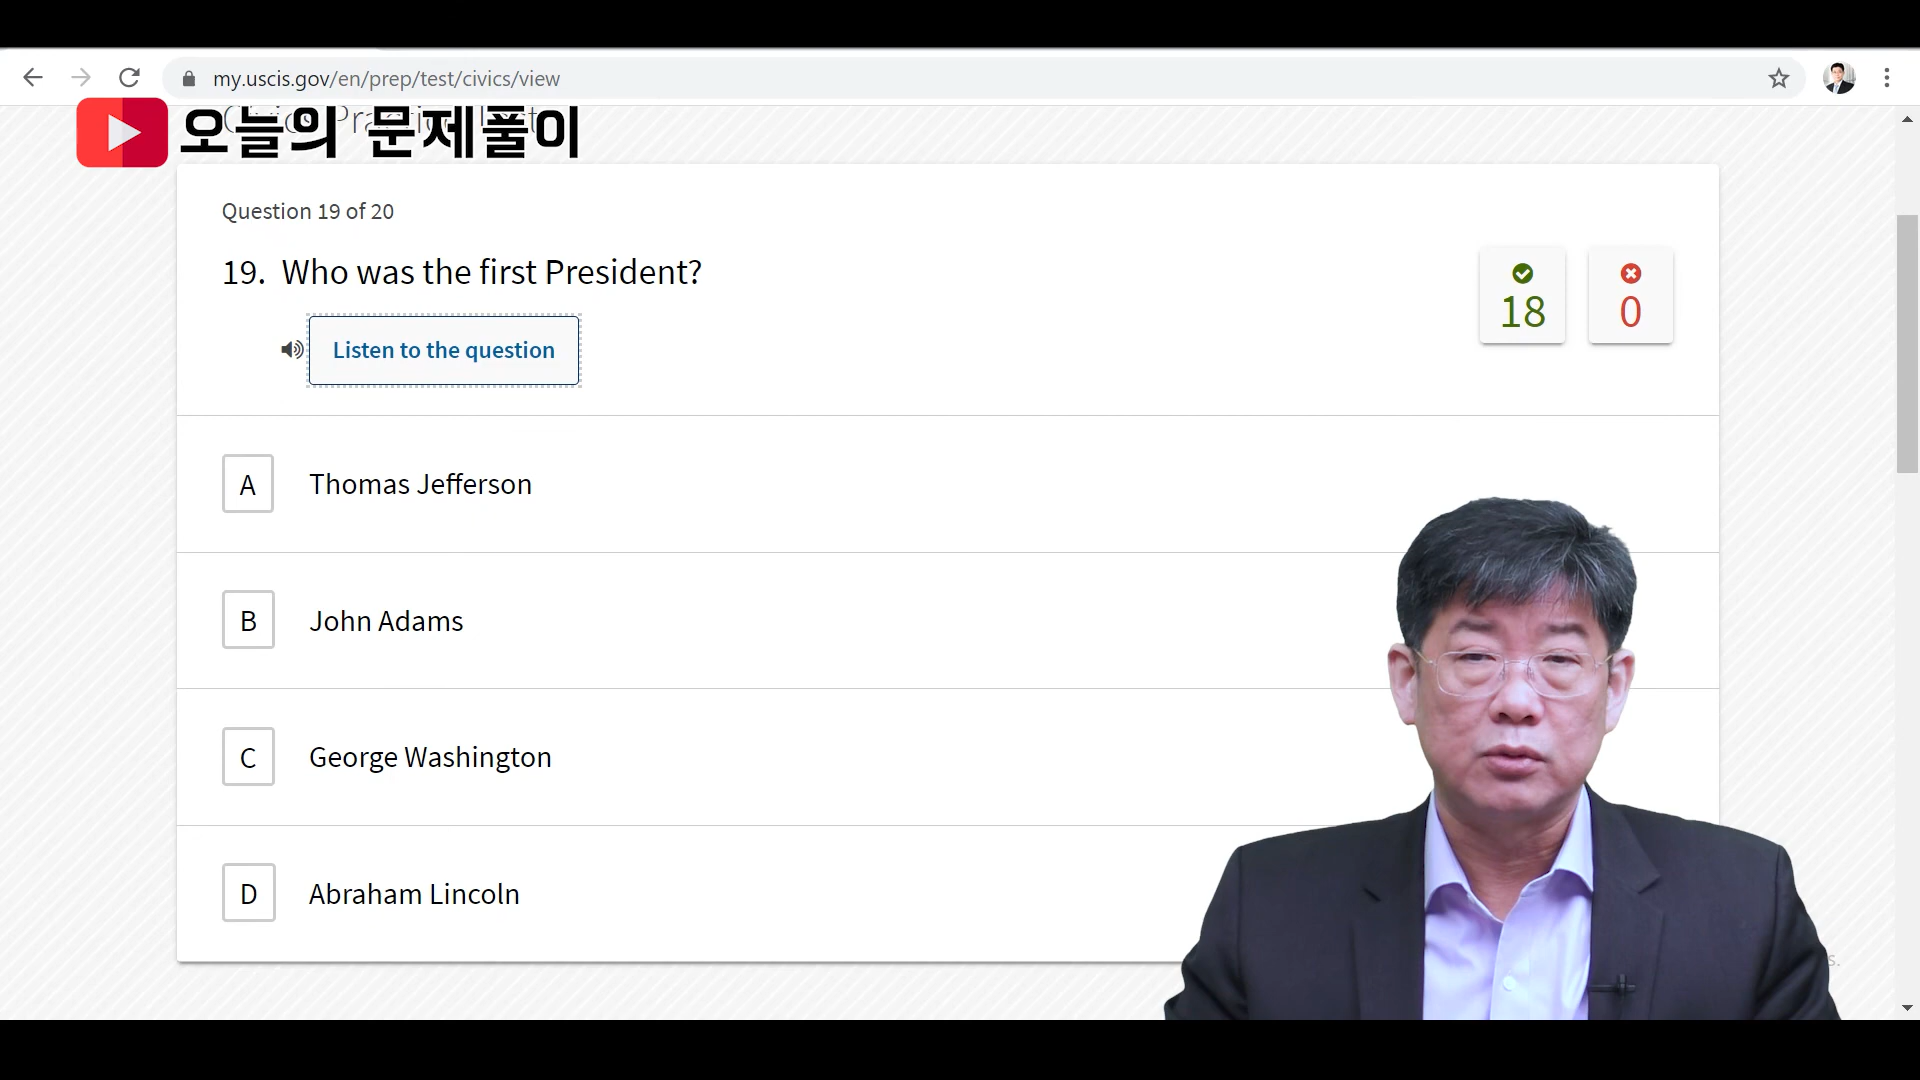 my.uscis.gov/en/prep/test/civics/view
오늘의 문제풀이
Question 19 of 20
19. Who was the first President?
Listen to the question
18
0
A Thomas Jefferson
B John Adams
C George Washington
D Abraham Lincoln
s.